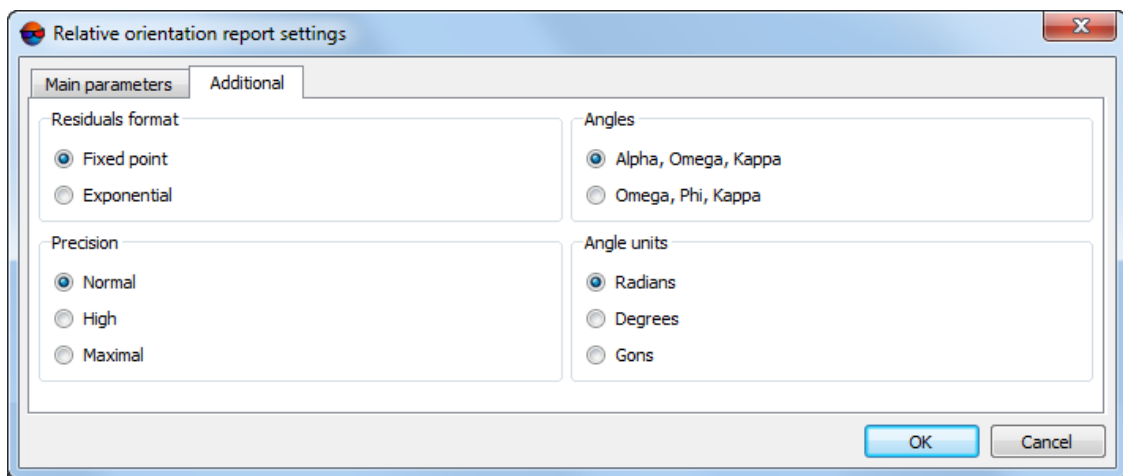 Relative orientation report settings
Main parameters
Additional
Residuals format
Fixed point
Exponential
Angles
Alpha, Omega, Kappa
Omega, Phi, Kappa
Precision
Normal
High
Maximal
Angle units
Radians
Degrees
Gons
OK
Cancel